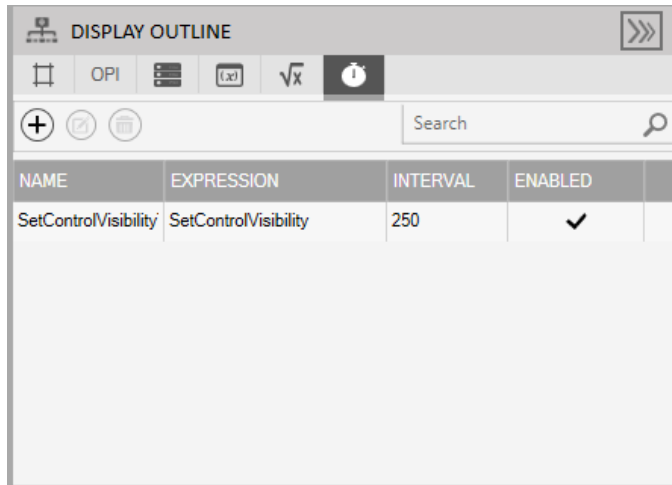 DISPLAY OUTLINE
OPI (x) √x
Search
NAME EXPRESSION INTERVAL ENABLED
SetControlVisibility SetControlVisibility 250